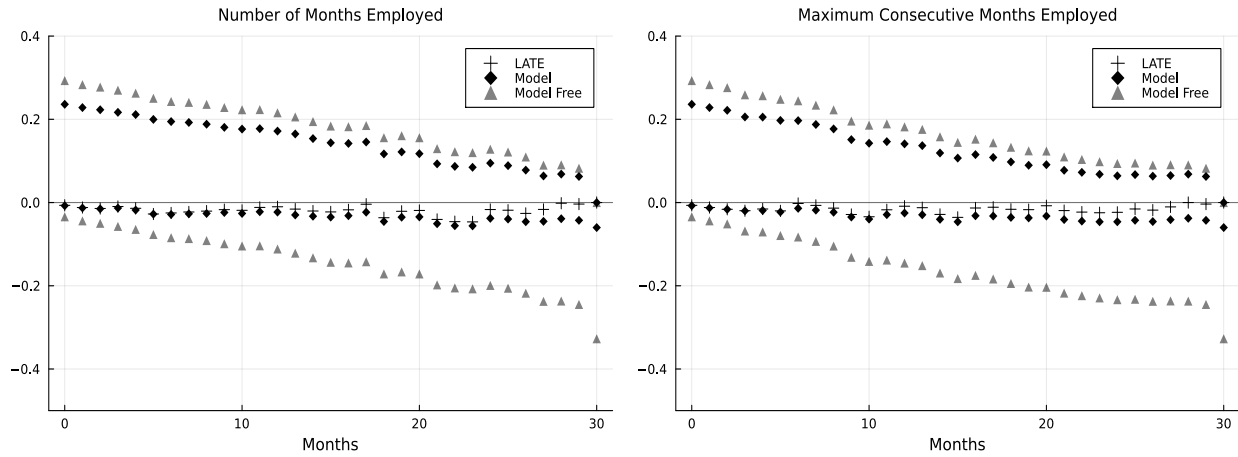 Number of Months Employed
0.4
0.2
0.0
−0.2
−0.4
LATE
Model
Model Free
0
10
20
30
Months
Maximum Consecutive Months Employed
0.4
0.2
0.0
−0.2
−0.4
LATE
Model
Model Free
0
10
20
30
Months